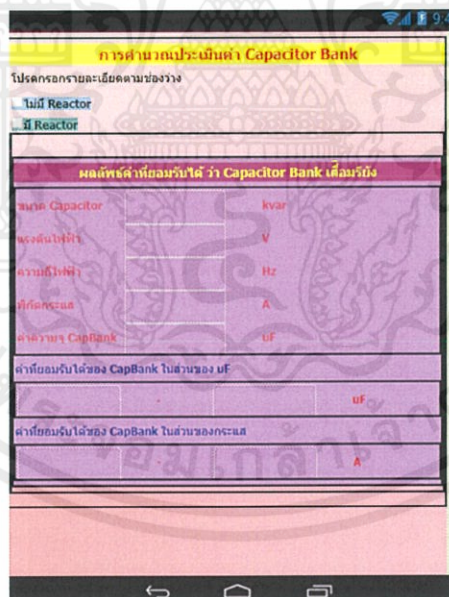 9:4
การคำนวณประเมินค่า Capacitor Bank
โปรดกรอกรายละเอียดตามช่องว่าง
ไม่มี Reactor
มี Reactor
ผลลัพธ์ค่าที่ยอมรับได้ ว่า Capacitor Bank เสื่อมรึยัง
ขนาด Capacitor kvar
แรงดันไฟฟ้า V
ความถี่ไฟฟ้า Hz
พิกัดกระแส A
ค่าความจุ CapBank uF
ค่าที่ยอมรับได้ของ CapBank ในส่วนของ uF
- uF
ค่าที่ยอมรับได้ของ CapBank ในส่วนของกระแส
- A